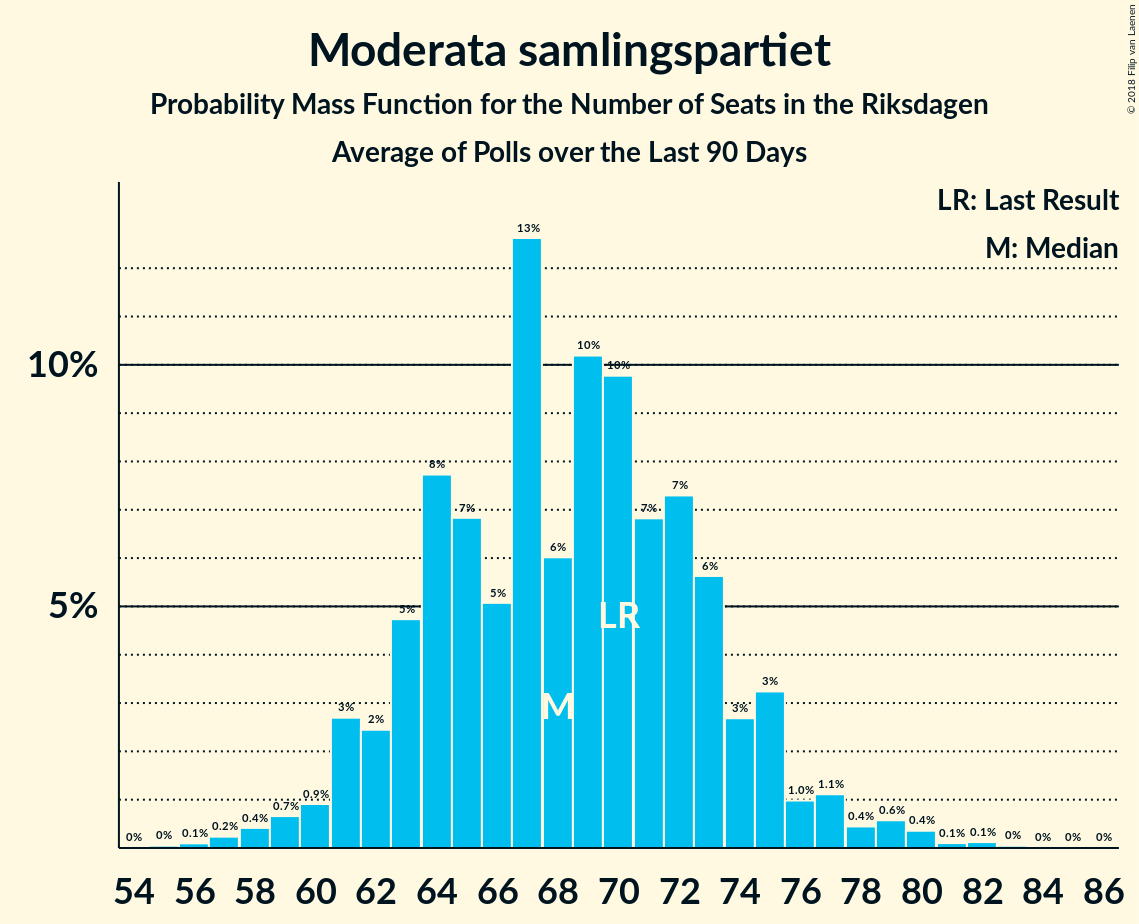 Moderata samlingspartiet
Probability Mass Function for the Number of Seats in the Riksdagen
Average of Polls over the Last 90 Days
© 2018 Filip van Laenen
LR: Last Result
M: Median
10%
5%
0% 0% 0.1% 0.2% 0.4% 0.7% 0.9% 3% 2% 5% 8% 7% 5% 13% 6% 10% 10% 7% 7% 6% 3% 3% 1.0% 1.1% 0.4% 0.6% 0.4% 0.1% 0.1% 0% 0% 0% 0%
LR
M
54 56 58 60 62 64 66 68 70 72 74 76 78 80 82 84 86